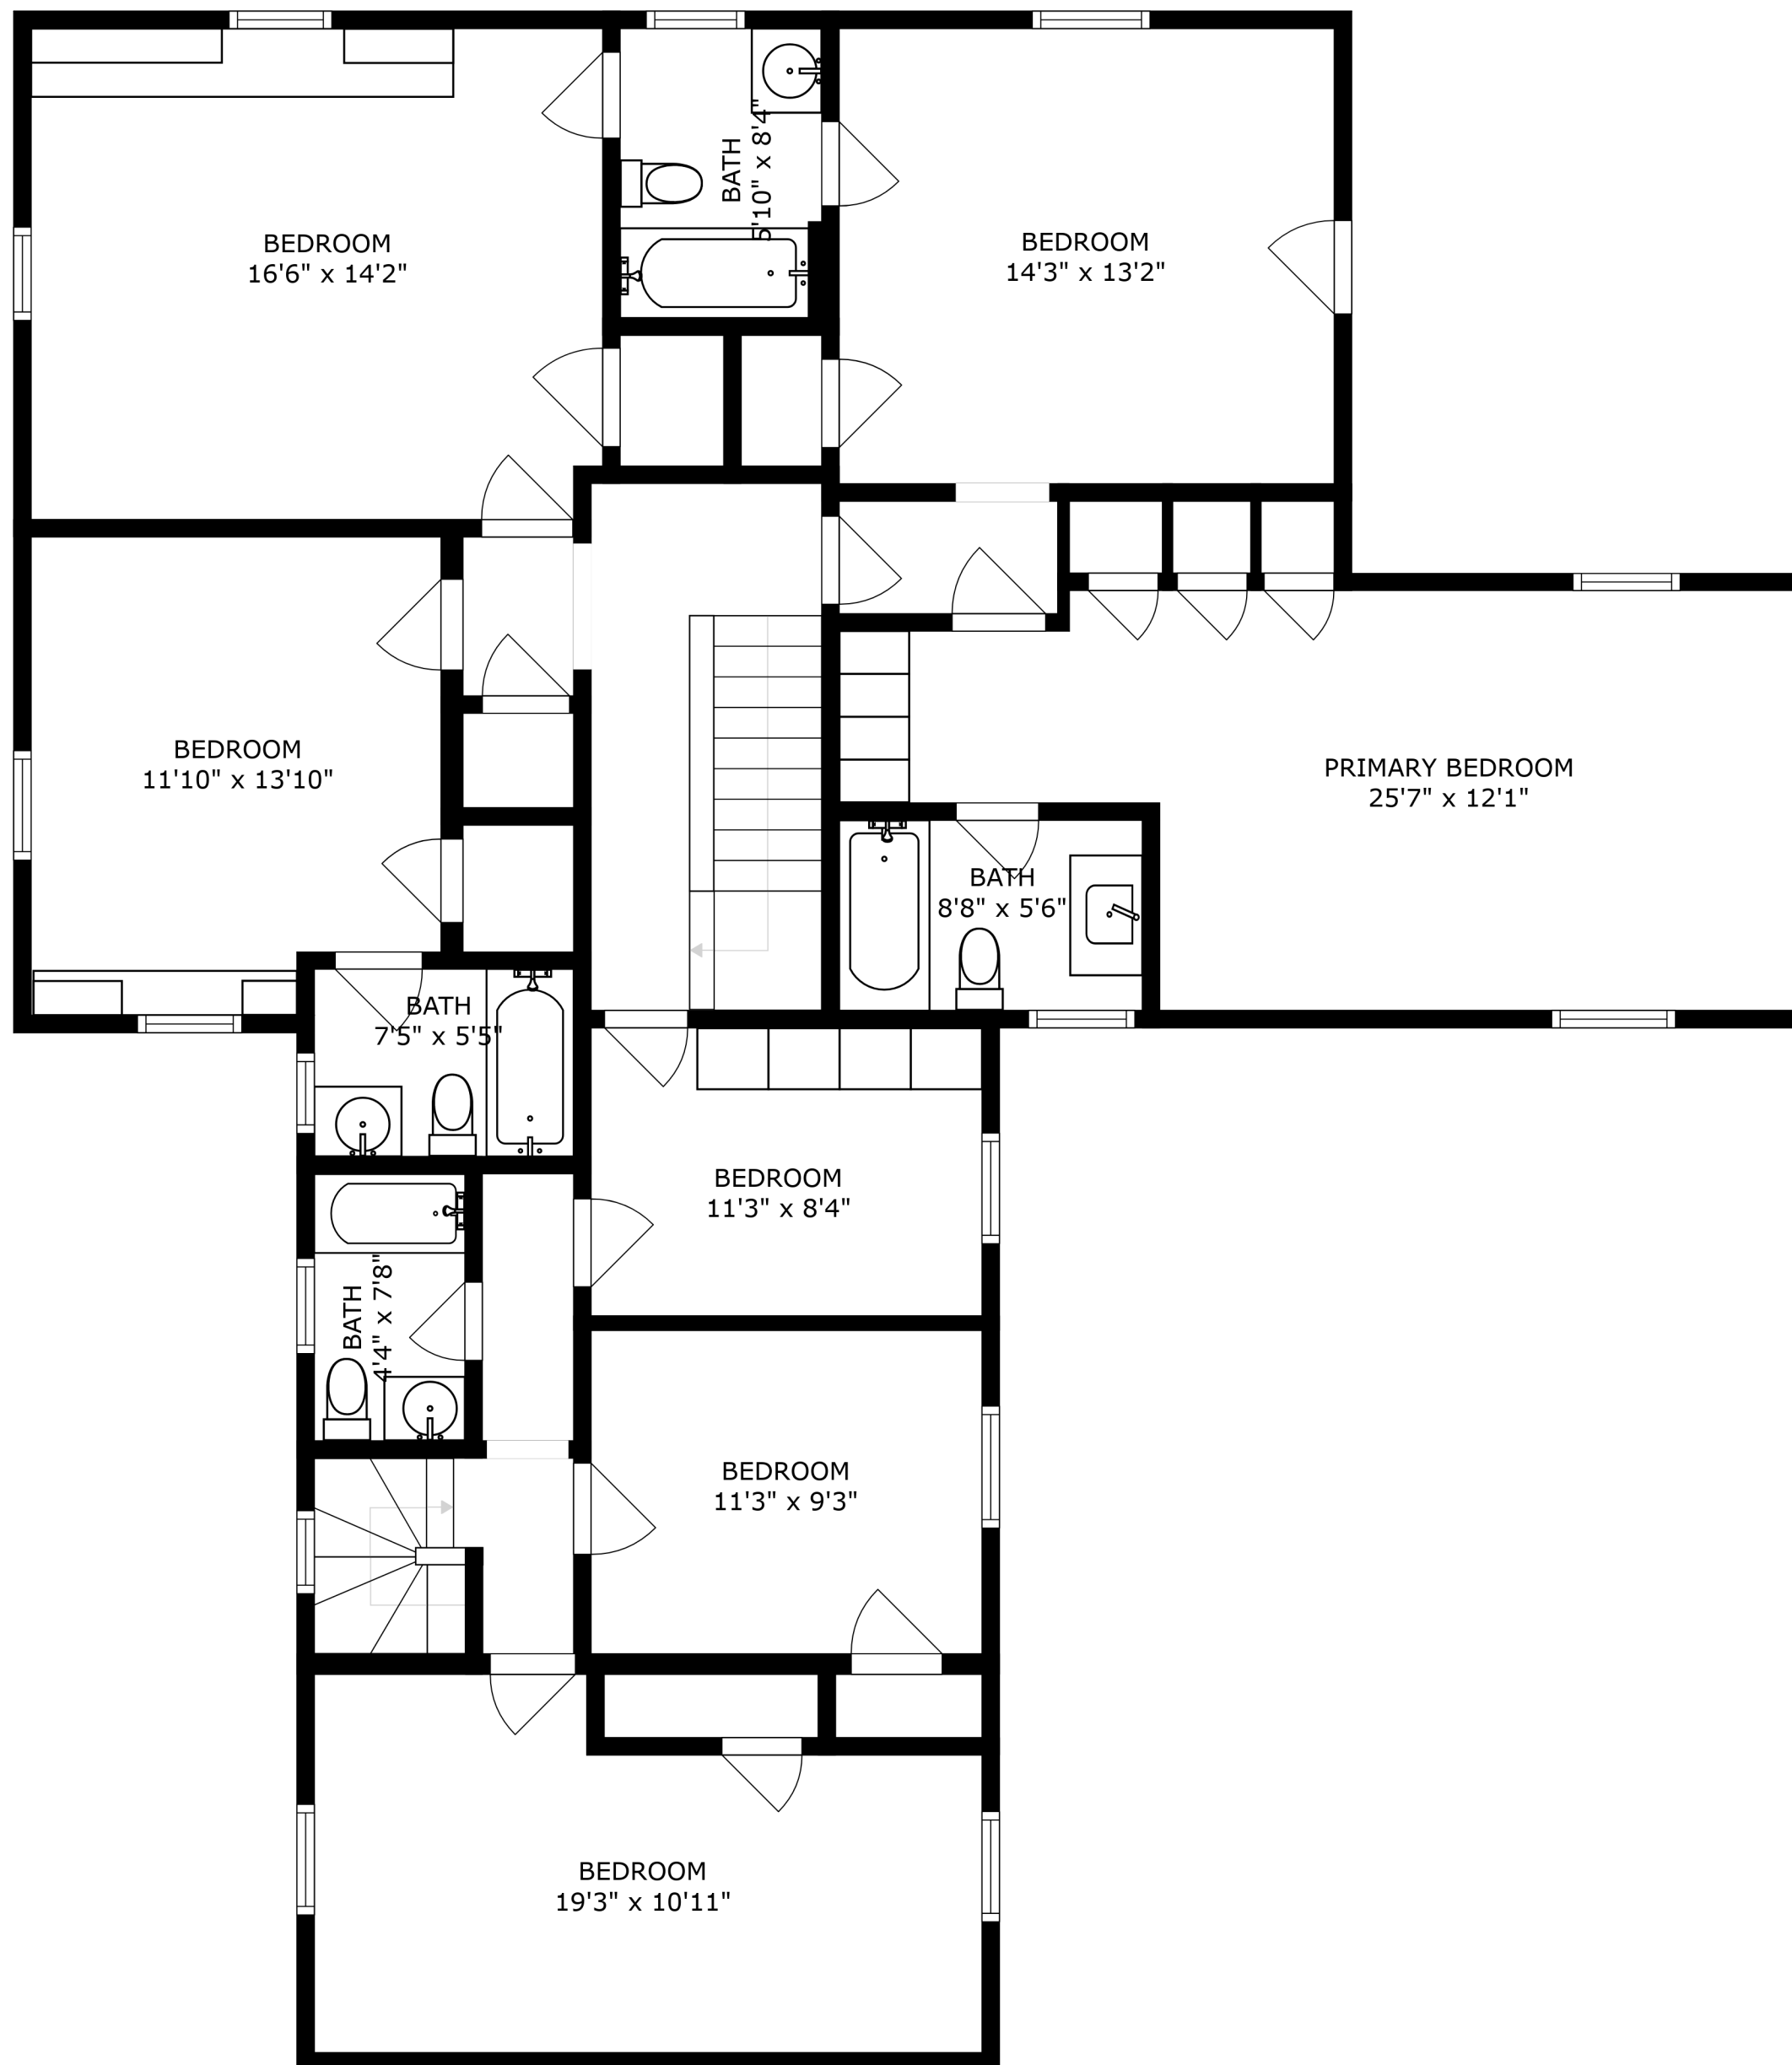 BATH
5'10" x 8'4"
BEDROOM
16'6" x 14'2"
BEDROOM
14'3" x 13'2"
BEDROOM
11'10" x 13'10"
PRIMARY BEDROOM
25'7" x 12'1"
BATH
8'8" x 5'6"
BATH
7'5" x 5'5"
BEDROOM
11'3" x 8'4"
BATH
4'4" x 7'8"
BEDROOM
11'3" x 9'3"
BEDROOM
19'3" x 10'11"